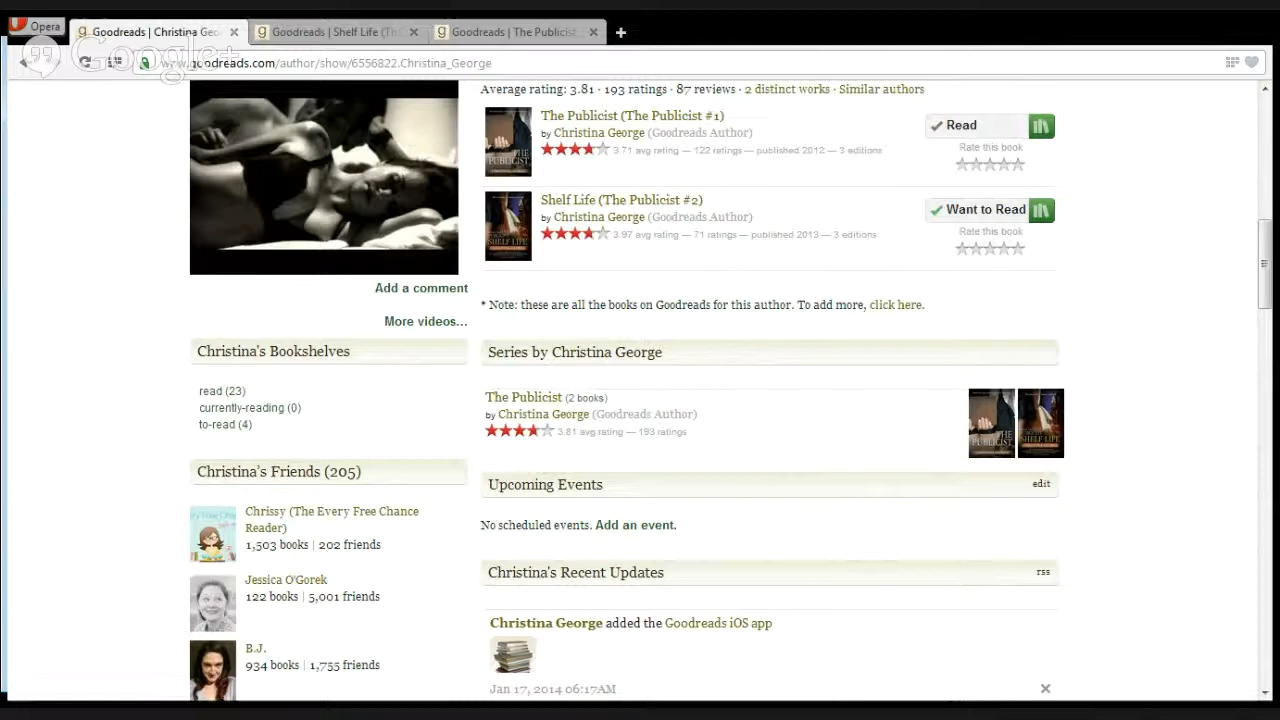 Opera
Goodreads | Christina Geo
Goodreads | Shelf Life (Th
Goodreads | The Publicist
Google+
www.goodreads.com/author/show/6556822.Christina_George
Average rating: 3.81 · 193 ratings · 87 reviews · 2 distinct works · Similar authors
The Publicist (The Publicist #1)
by Christina George (Goodreads Author)
3.71 avg rating — 122 ratings — published 2012 — 3 editions
Read
Rate this book
Shelf Life (The Publicist #2)
by Christina George (Goodreads Author)
3.97 avg rating — 71 ratings — published 2013 — 3 editions
Want to Read
Rate this book
* Note: these are all the books on Goodreads for this author. To add more, click here.
Add a comment
More videos...
Christina's Bookshelves
read (23)
currently-reading (0)
to-read (4)
Christina's Friends (205)
Chrissy (The Every Free Chance
Reader)
1,503 books | 202 friends
Jessica O'Gorek
122 books | 5,001 friends
B.J.
934 books | 1,755 friends
Series by Christina George
The Publicist (2 books)
by Christina George (Goodreads Author)
3.81 avg rating — 193 ratings
Upcoming Events
edit
No scheduled events. Add an event.
Christina's Recent Updates
rss
Christina George added the Goodreads iOS app
Jan 17, 2014 06:17AM